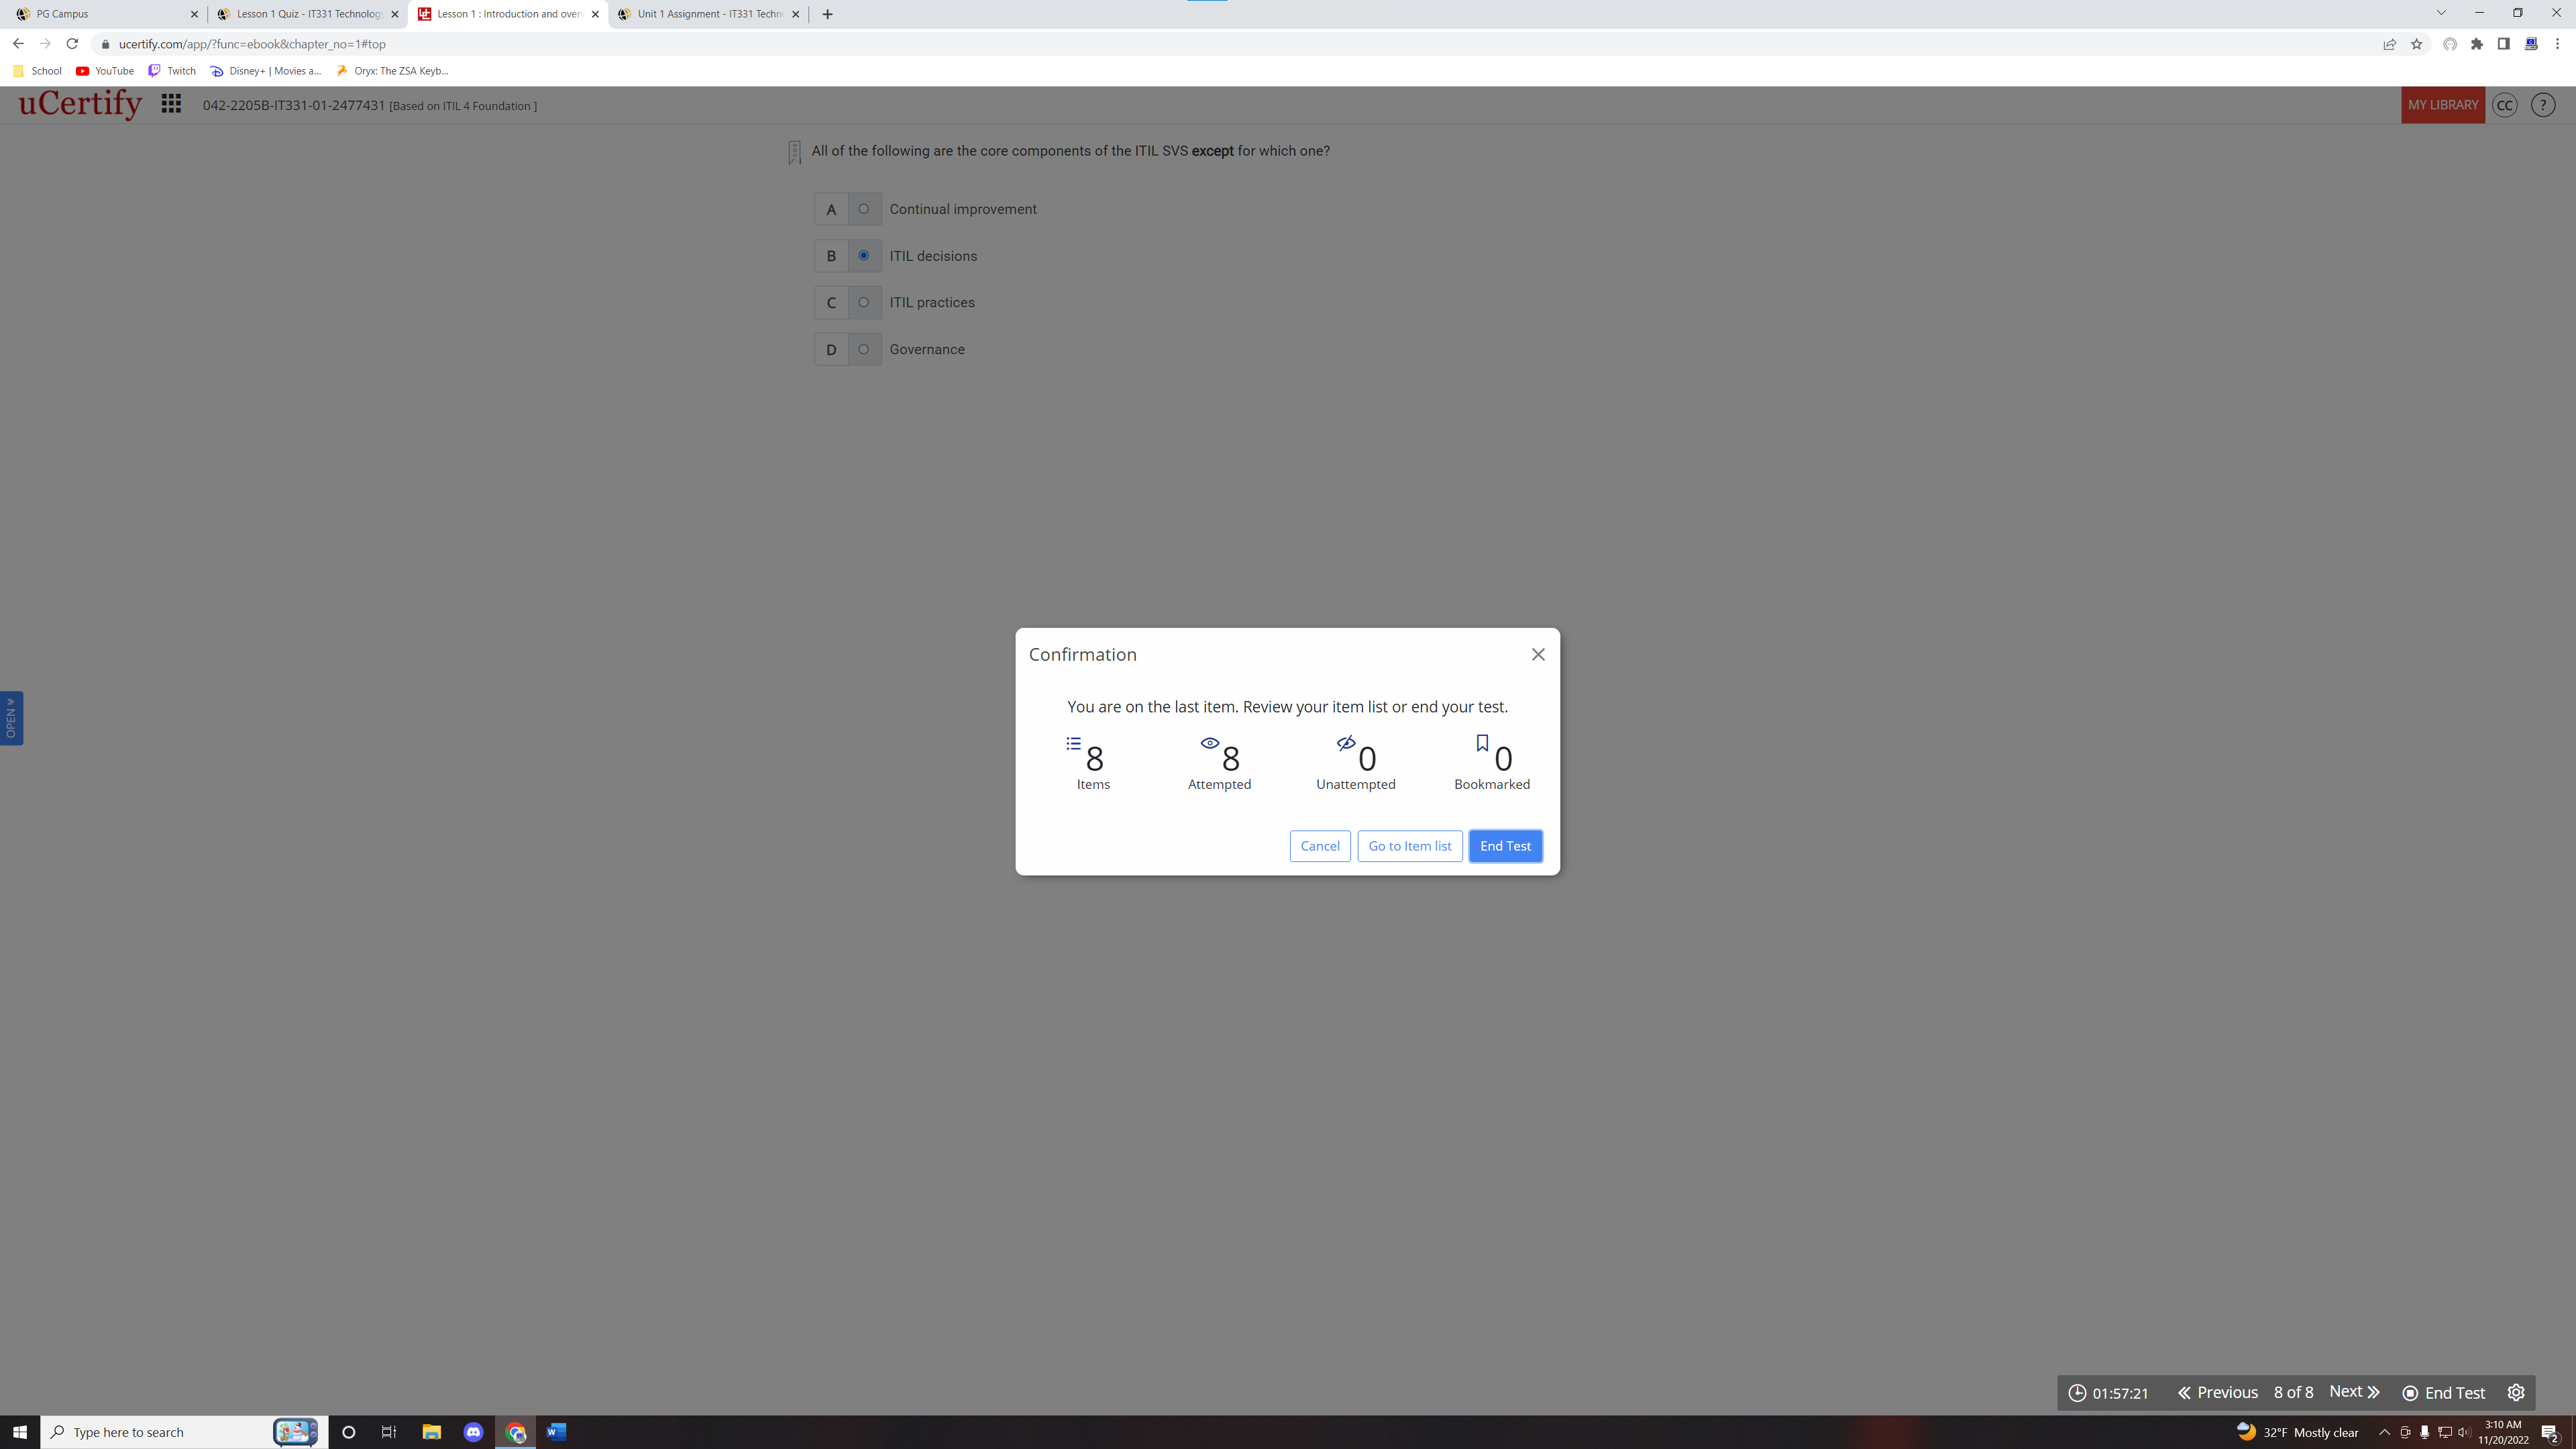 PG Campus
Lesson 1 Quiz - IT331 Technology
Lesson 1 : Introduction and over
Unit 1 Assignment - IT331 Techn
ucertify.com/app/?func=ebook&chapter_no=1#top
School
YouTube
Twitch
Disney+ | Movies a...
Oryx: The ZSA Keyb...
uCertify
042-2205B-IT331-01-2477431 [Based on ITIL 4 Foundation ]
MY LIBRARY
CC
?
All of the following are the core components of the ITIL SVS except for which one?
A Continual improvement
B ITIL decisions
C ITIL practices
D Governance
OPEN »
Confirmation
You are on the last item. Review your item list or end your test.
8 8 0 0
Items Attempted Unattempted Bookmarked
Cancel Go to Item list End Test
01:57:21 Previous 8 of 8 Next End Test
Type here to search
32°F Mostly clear
3:10 AM
11/20/2022
2